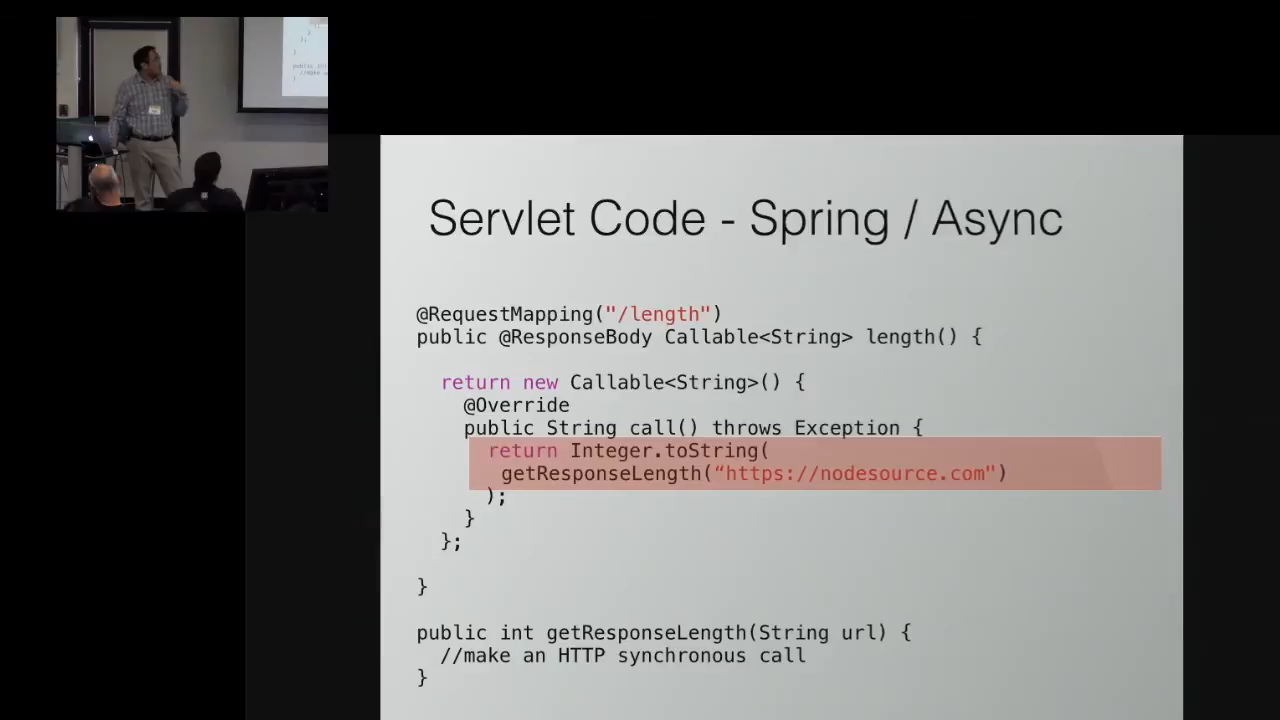 Servlet Code - Spring / Async
@RequestMapping("/length")
public @ResponseBody Callable<String> length() {
return new Callable<String>() {
@Override
public String call() throws Exception {
return Integer.toString(
getResponseLength(“https://nodesource.com")
);
}
};
}
public int getResponseLength(String url) {
//make an HTTP synchronous call
}